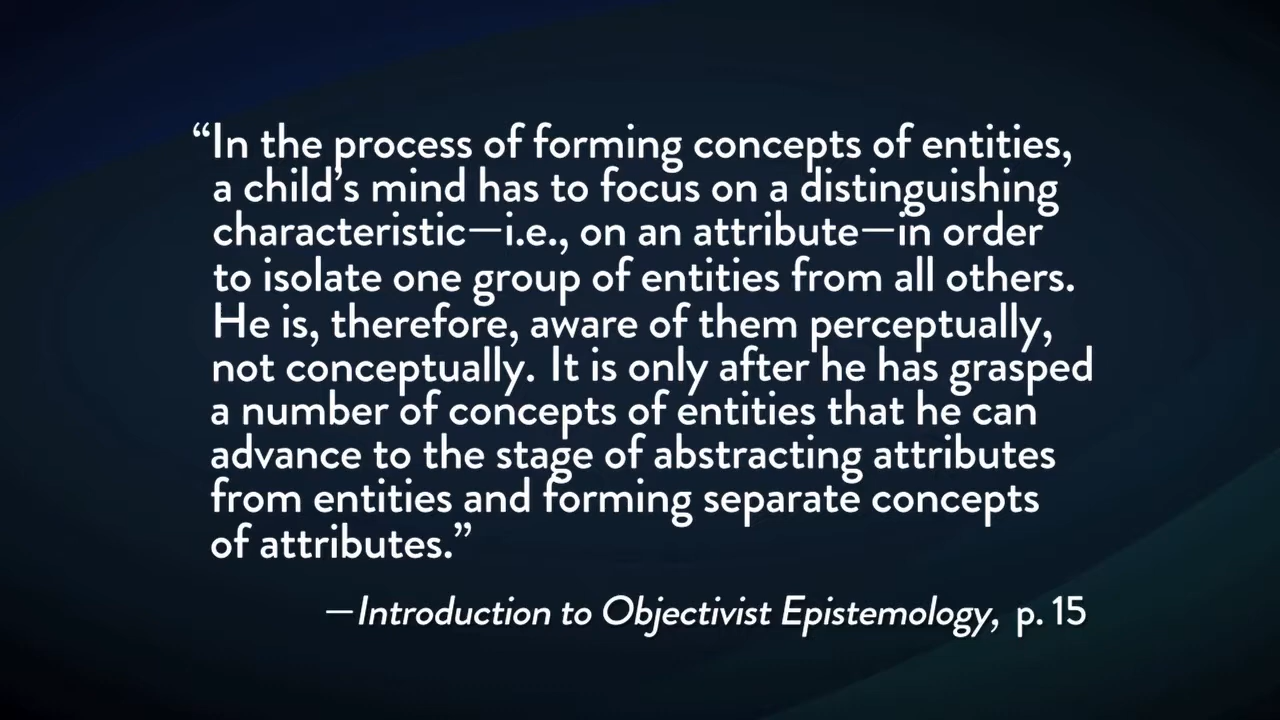 “In the process of forming concepts of entities,
a child’s mind has to focus on a distinguishing
characteristic—i.e., on an attribute—in order
to isolate one group of entities from all others.
He is, therefore, aware of them perceptually,
not conceptually. It is only after he has grasped
a number of concepts of entities that he can
advance to the stage of abstracting attributes
from entities and forming separate concepts
of attributes.”
—Introduction to Objectivist Epistemology, p. 15